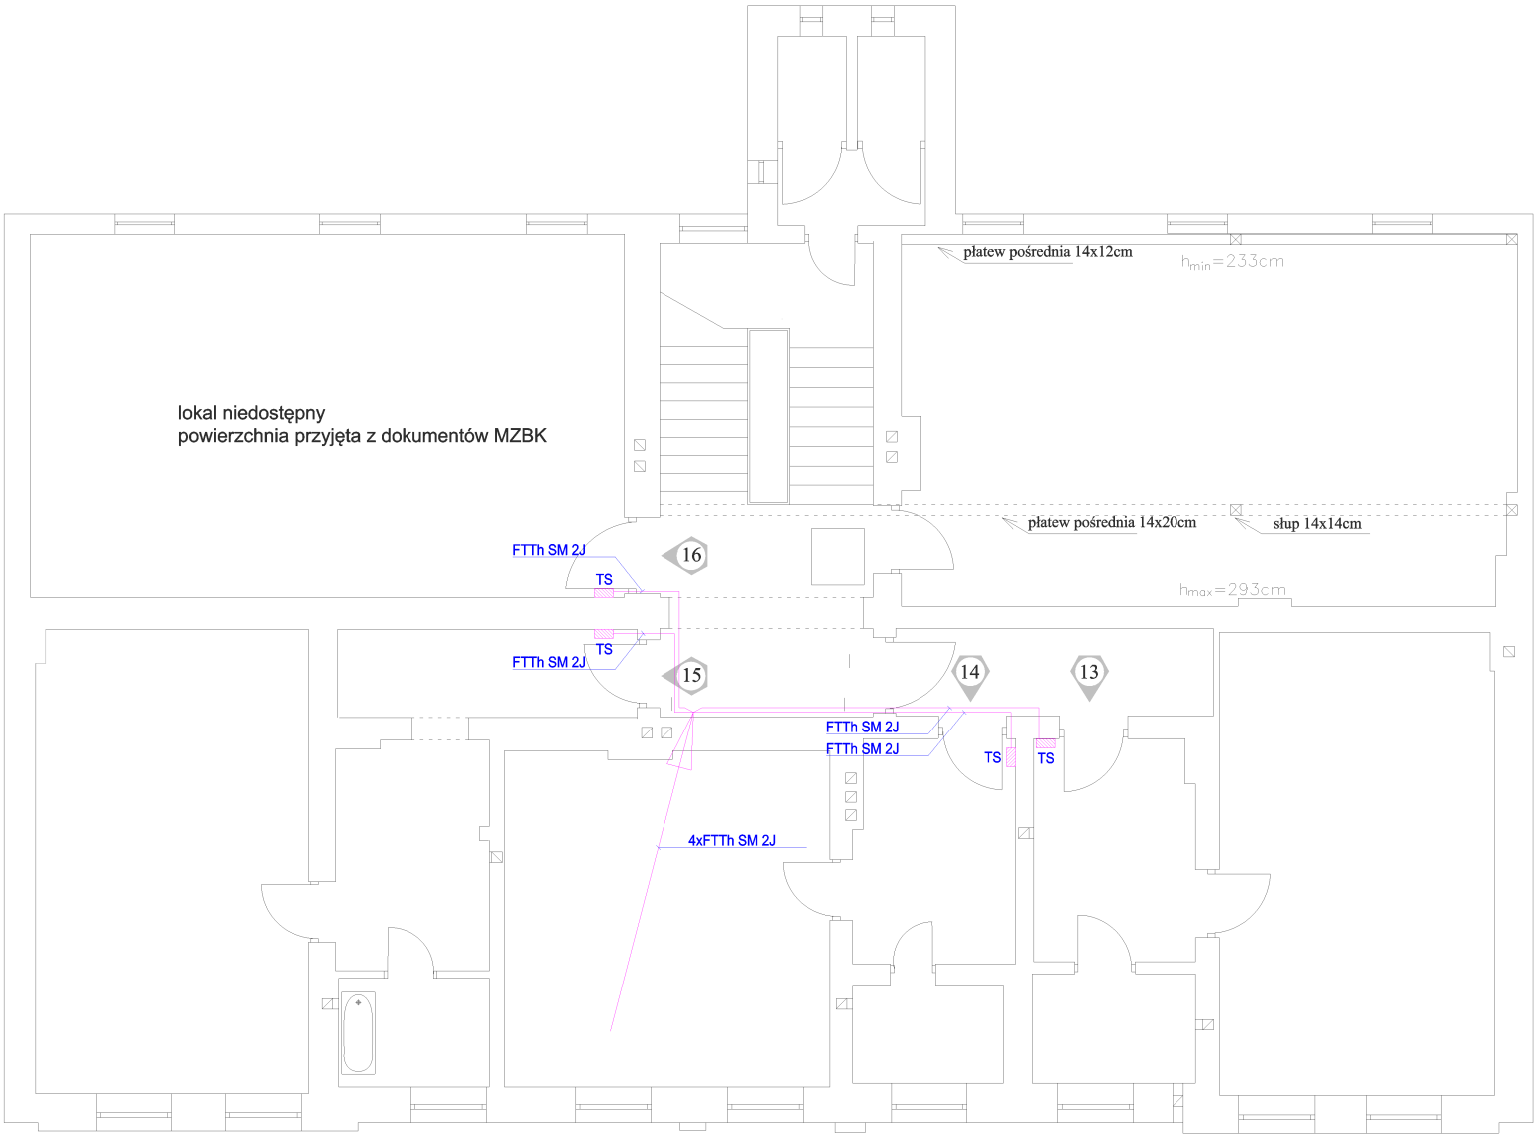 płatew pośrednia 14x12cm
hmin=233cm
lokal niedostępny
powierzchnia przyjęta z dokumentów MZBK
płatew pośrednia 14x20cm
słup 14x14cm
FTTh SM 2J
16
TS
hmax=293cm
TS
FTTh SM 2J
15
14
13
FTTh SM 2J
FTTh SM 2J
TS
TS
4xFTTh SM 2J